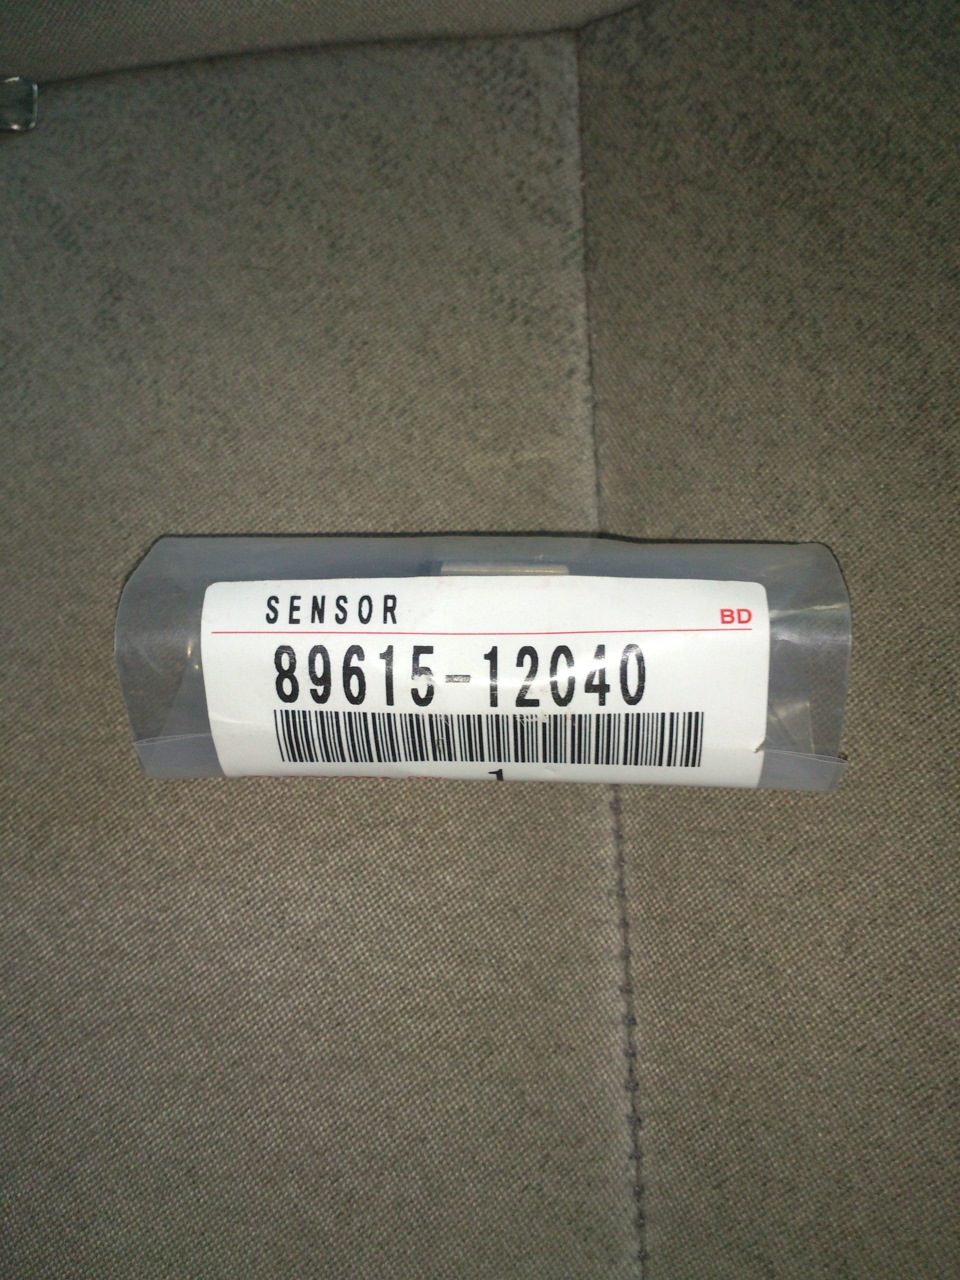 SENSOR
BD
89615-12040
1